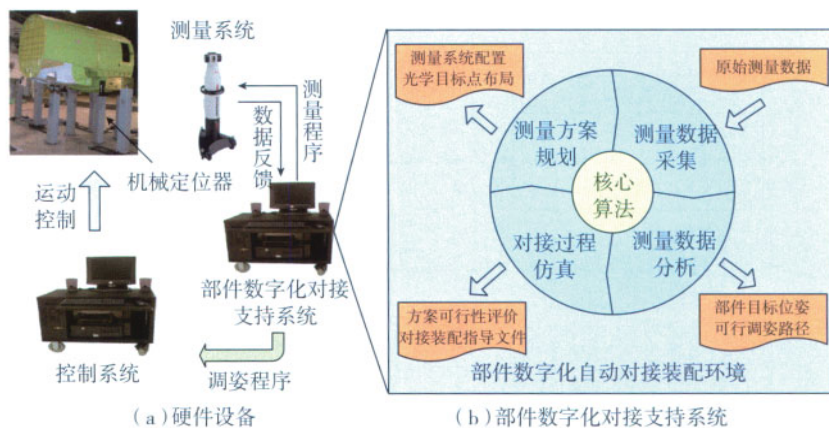 测量系统
测量程序
数据反馈
机械定位器
运动
控制
部件数字化对接
支持系统
控制系统
调姿程序
(a)硬件设备
测量系统配置
光学目标点布局
原始测量数据
测量方案
规划
测量数据
采集
核心
算法
对接过程
仿真
测量数据
分析
方案可行性评价
对接装配指导文件
部件目标位姿
可行调姿路径
部件数字化自动对接装配环境
(b)部件数字化对接支持系统